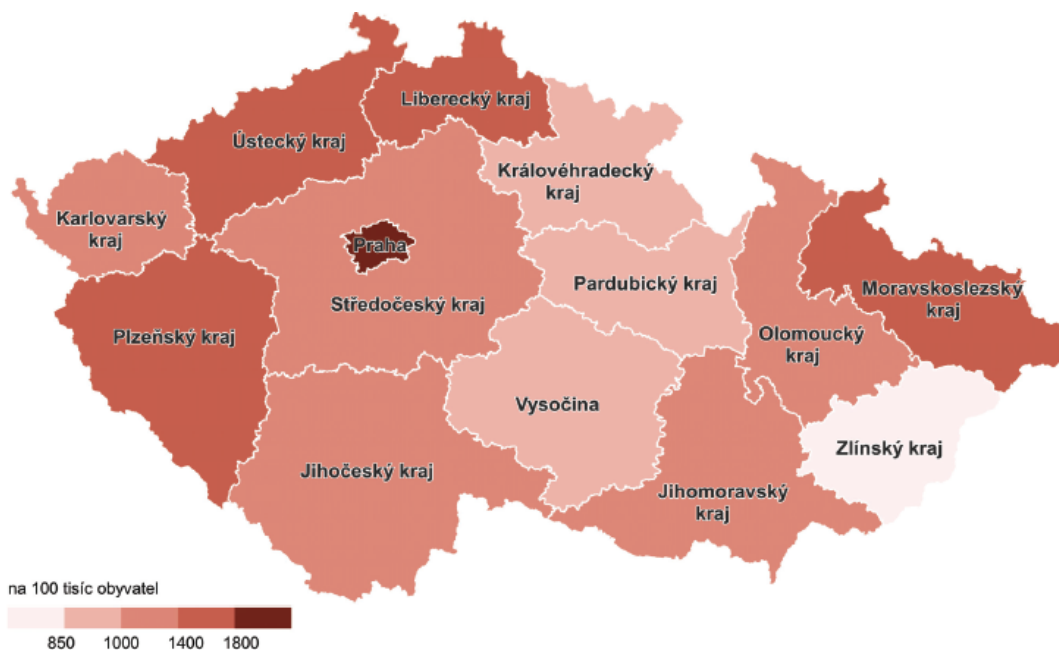 Liberecký kraj
Ústecký kraj
Královéhradecký
kraj
Karlovarský
kraj
Praha
Pardubický kraj
Moravskoslezský
kraj
Středočeský kraj
Plzeňský kraj
Olomoucký
kraj
Vysočina
Zlínský kraj
Jihočeský kraj
Jihomoravský
kraj
na 100 tisíc obyvatel
850 1000 1400 1800